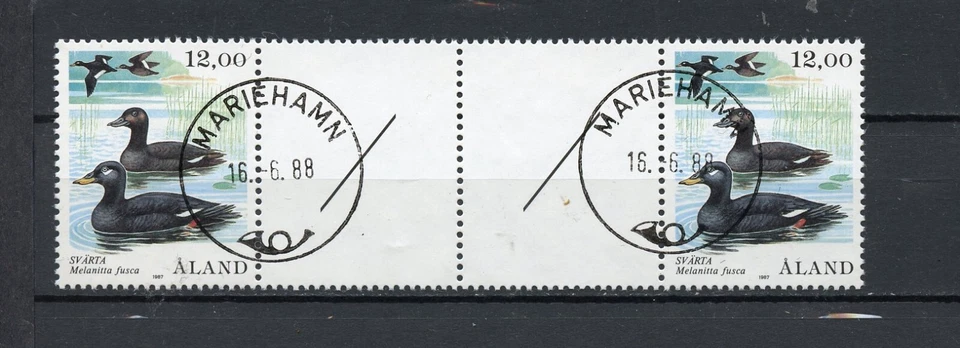 12,00
MARIEHAMN
16.-6.88
SVÄRTA
Melanitta fusca
1987 ÅLAND
12,00
MARIEHAMN
16.-6.88
SVÄRTA
Melanitta fusca
1987 ÅLAND